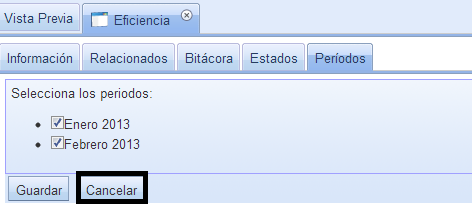 Vista Previa Eficiencia
Información Relacionados Bitácora Estados Períodos
Selecciona los periodos:
Enero 2013
Febrero 2013
Guardar Cancelar